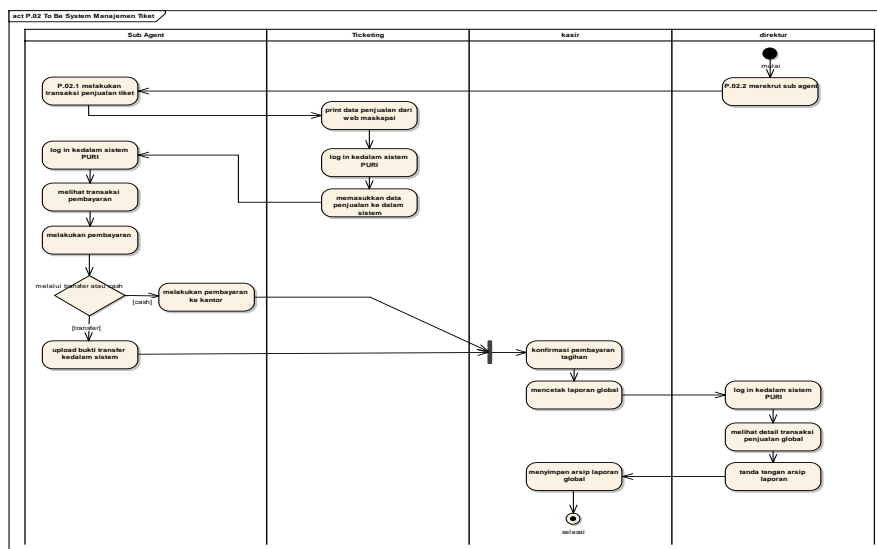 act P.02 To Be System Manajemen Tiket
Sub Agent
Ticketing
kasir
direktur
mulai
P.02.2 merekrut sub agent
P.02.1 melakukan
transaksi penjualan tiket
print data penjualan dari
web maskapai
log in kedalam sistem
PURI
memasukkan data
penjualan ke dalam
sistem
log in kedalam sistem
PURI
melihat transaksi
pembayaran
melakukan pembayaran
melalui transfer atau cash
[cash]
melakukan pembayaran
ke kantor
[transfer]
upload bukti transfer
kedalam sistem
konfirmasi pembayaran
tagihan
mencetak laporan global
log in kedalam sistem
PURI
melihat detail transaksi
penjualan global
tanda tangan arsip
laporan
menyimpan arsip laporan
global
selesai